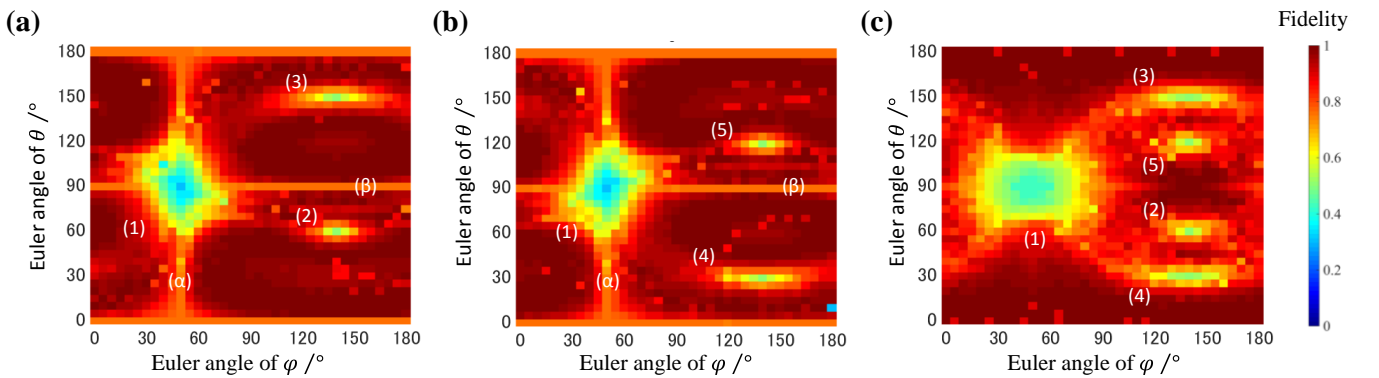 (a)
(b)
(c)
Fidelity
Euler angle of θ /°
180
150
120
90
60
30
0
(3)
(β)
(2)
(1)
(α)
0 30 60 90 120 150 180
Euler angle of φ /°
Euler angle of θ /°
180
150
120
90
60
30
0
(5)
(β)
(1)
(4)
(α)
0 30 60 90 120 150 180
Euler angle of φ /°
Euler angle of θ /°
180
150
120
90
60
30
0
(3)
(5)
(2)
(1)
(4)
0 30 60 90 120 150 180
Euler angle of φ /°
1
0.8
0.6
0.4
0.2
0